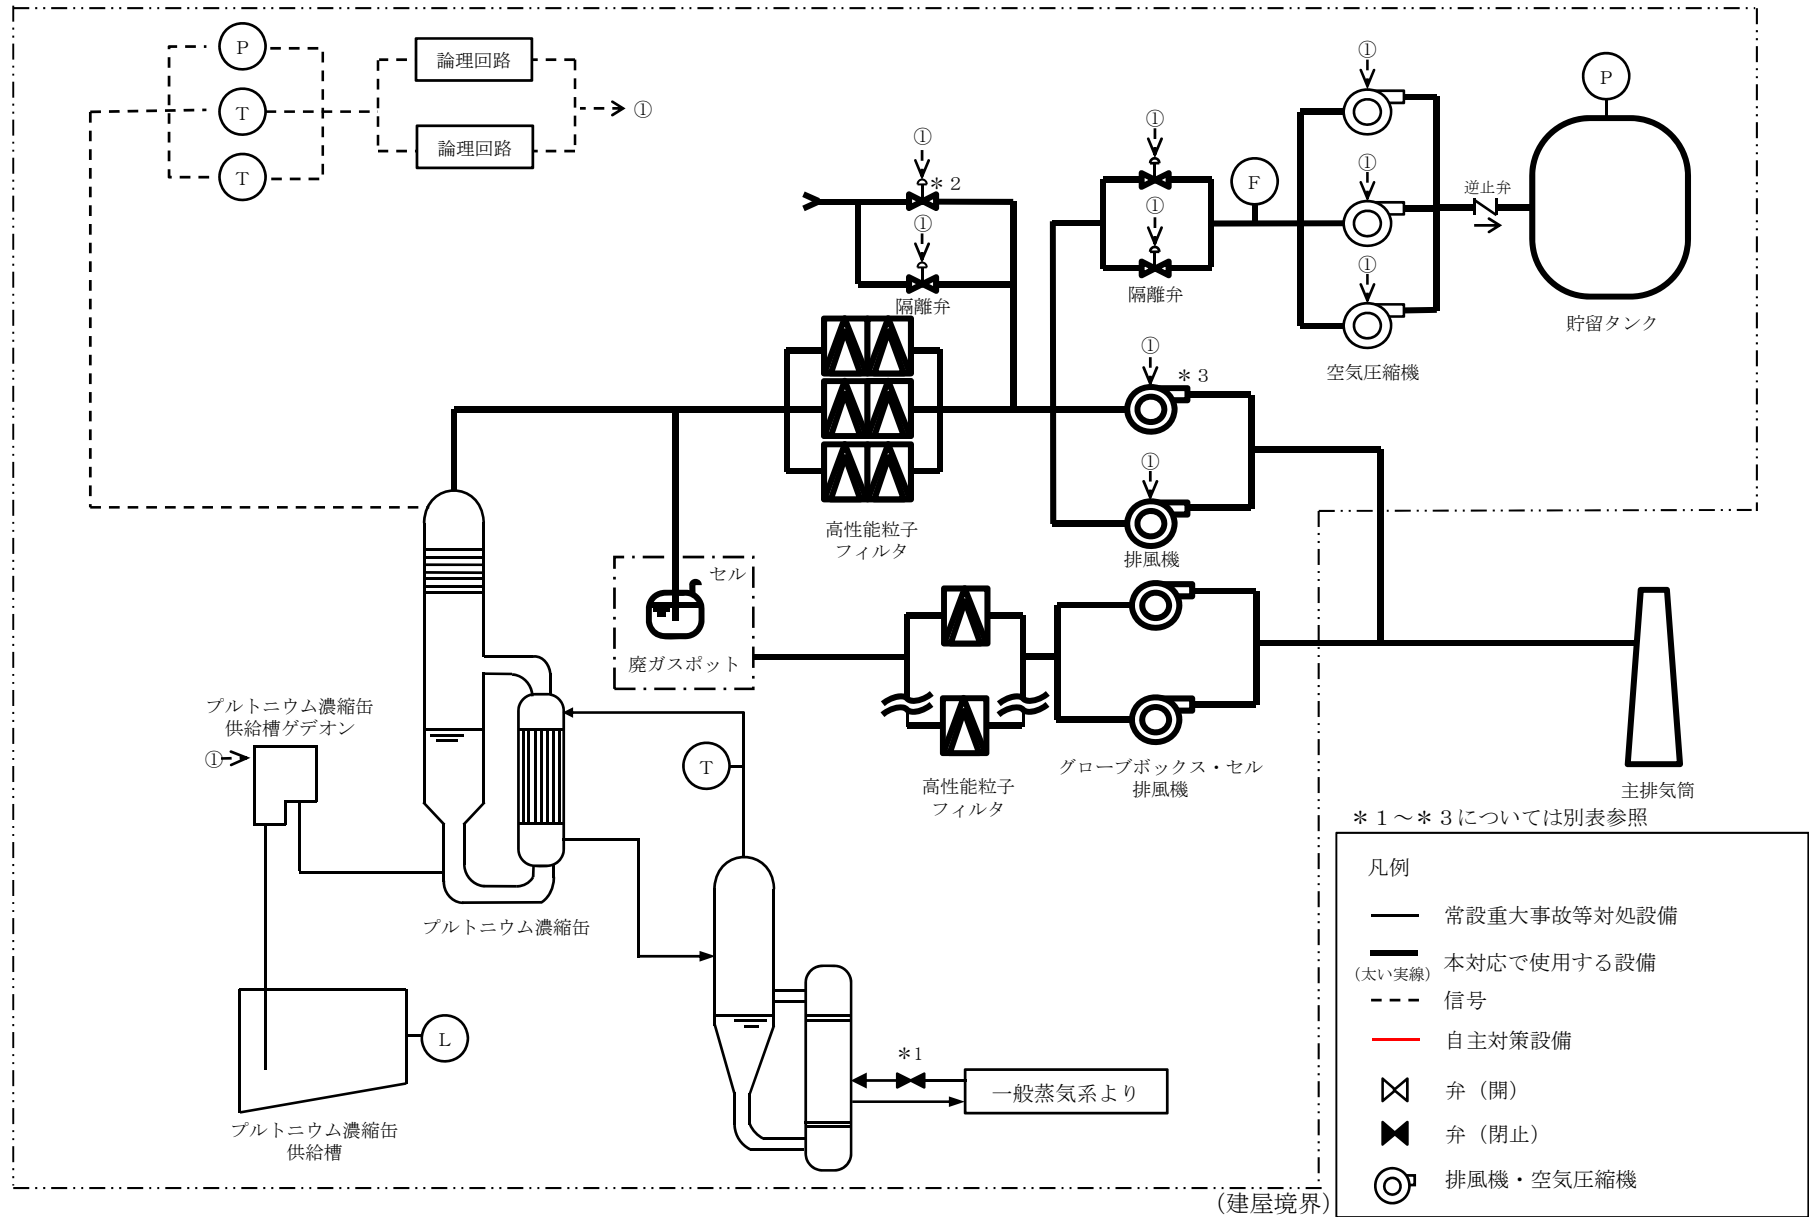 P
T
T
論理回路
論理回路
①
①
*2
①
隔離弁
①
①
隔離弁
F
①
①
①
空気圧縮機
逆止弁
P
貯留タンク
高性能粒子
フィルタ
①
*3
①
排風機
セル
廃ガスポット
高性能粒子
フィルタ
グローブボックス・セル
排風機
主排気筒
プルトニウム濃縮缶
供給槽ゲデオン
①
T
プルトニウム濃縮缶
L
プルトニウム濃縮缶
供給槽
*1
一般蒸気系より
(建屋境界)
*1~*3については別表参照
凡例
常設重大事故等対処設備
本対応で使用する設備
(太い実線)
信号
自主対策設備
弁(開)
弁(閉止)
排風機・空気圧縮機